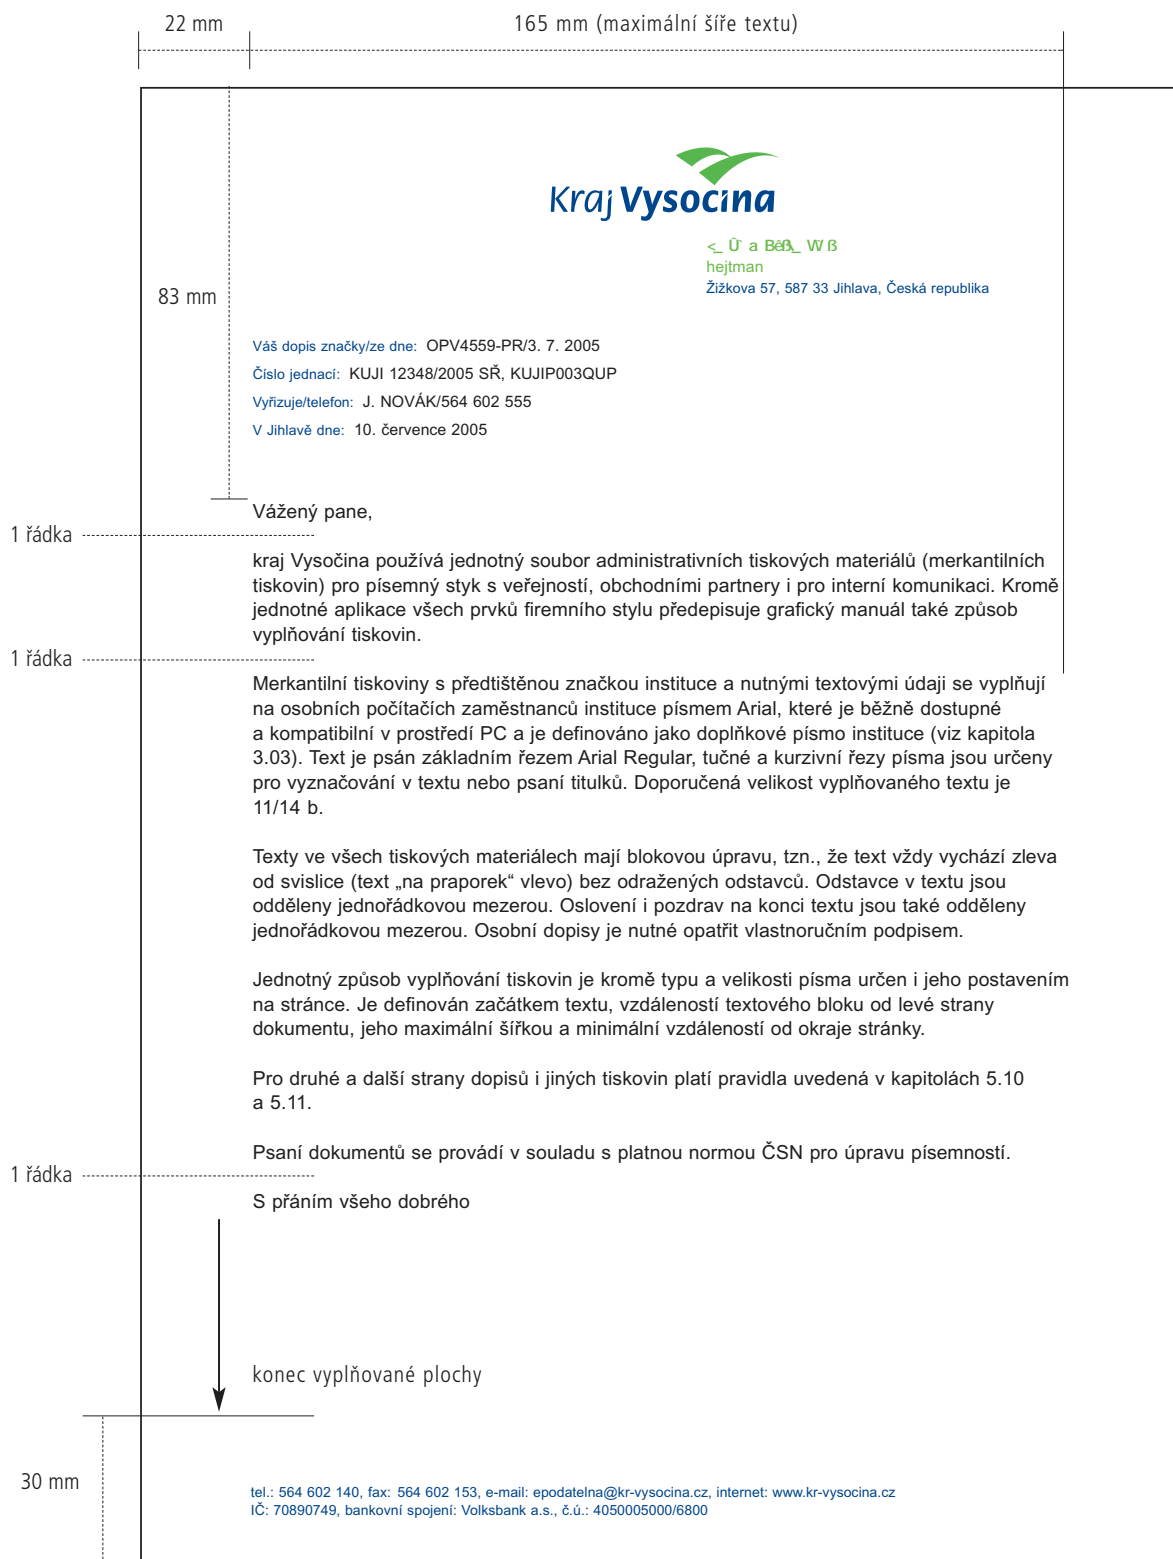 22 mm
165 mm (maximální šíře textu)
Kraj Vysocina
hejtman
Žižkova 57, 587 33 Jihlava, Česká republika
83 mm
Váš dopis značky/ze dne: OPV4559-PR/3. 7. 2005
Číslo jednací: KUJI 12348/2005 SŘ, KUJIP003QUP
Vyřizuje/telefon: J. NOVÁK/564 602 555
V Jihlavě dne: 10. července 2005
Vážený pane,
1 řádka
kraj Vysočina používá jednotný soubor administrativních tiskových materiálů (merkantilních
tiskovin) pro písemný styk s veřejností, obchodními partnery i pro interní komunikaci. Kromě
jednotné aplikace všech prvků firemního stylu předepisuje grafický manuál také způsob
vyplňování tiskovin.
1 řádka
Merkantilní tiskoviny s předtištěnou značkou instituce a nutnými textovými údaji se vyplňují
na osobních počítačích zaměstnanců instituce písmem Arial, které je běžně dostupné
a kompatibilní v prostředí PC a je definováno jako doplňkové písmo instituce (viz kapitola
3.03). Text je psán základním řezem Arial Regular, tučné a kurzivní řezy písma jsou určeny
pro vyznačování v textu nebo psaní titulků. Doporučená velikost vyplňovaného textu je
11/14 b.
Texty ve všech tiskových materiálech mají blokovou úpravu, tzn., že text vždy vychází zleva
od svislice (text „na praporek“ vlevo) bez odražených odstavců. Odstavce v textu jsou
odděleny jednořádkovou mezerou. Oslovení i pozdrav na konci textu jsou také odděleny
jednořádkovou mezerou. Osobní dopisy je nutné opatřit vlastnoručním podpisem.
Jednotný způsob vyplňování tiskovin je kromě typu a velikosti písma určen i jeho postavením
na stránce. Je definován začátkem textu, vzdáleností textového bloku od levé strany
dokumentu, jeho maximální šířkou a minimální vzdáleností od okraje stránky.
Pro druhé a další strany dopisů i jiných tiskovin platí pravidla uvedená v kapitolách 5.10
a 5.11.
Psaní dokumentů se provádí v souladu s platnou normou ČSN pro úpravu písemností.
1 řádka
S přáním všeho dobrého
konec vyplňované plochy
30 mm
tel.: 564 602 140, fax: 564 602 153, e-mail: epodatelna@kr-vysocina.cz, internet: www.kr-vysocina.cz
IČ: 70890749, bankovní spojení: Volksbank a.s., č.ú.: 4050005000/6800